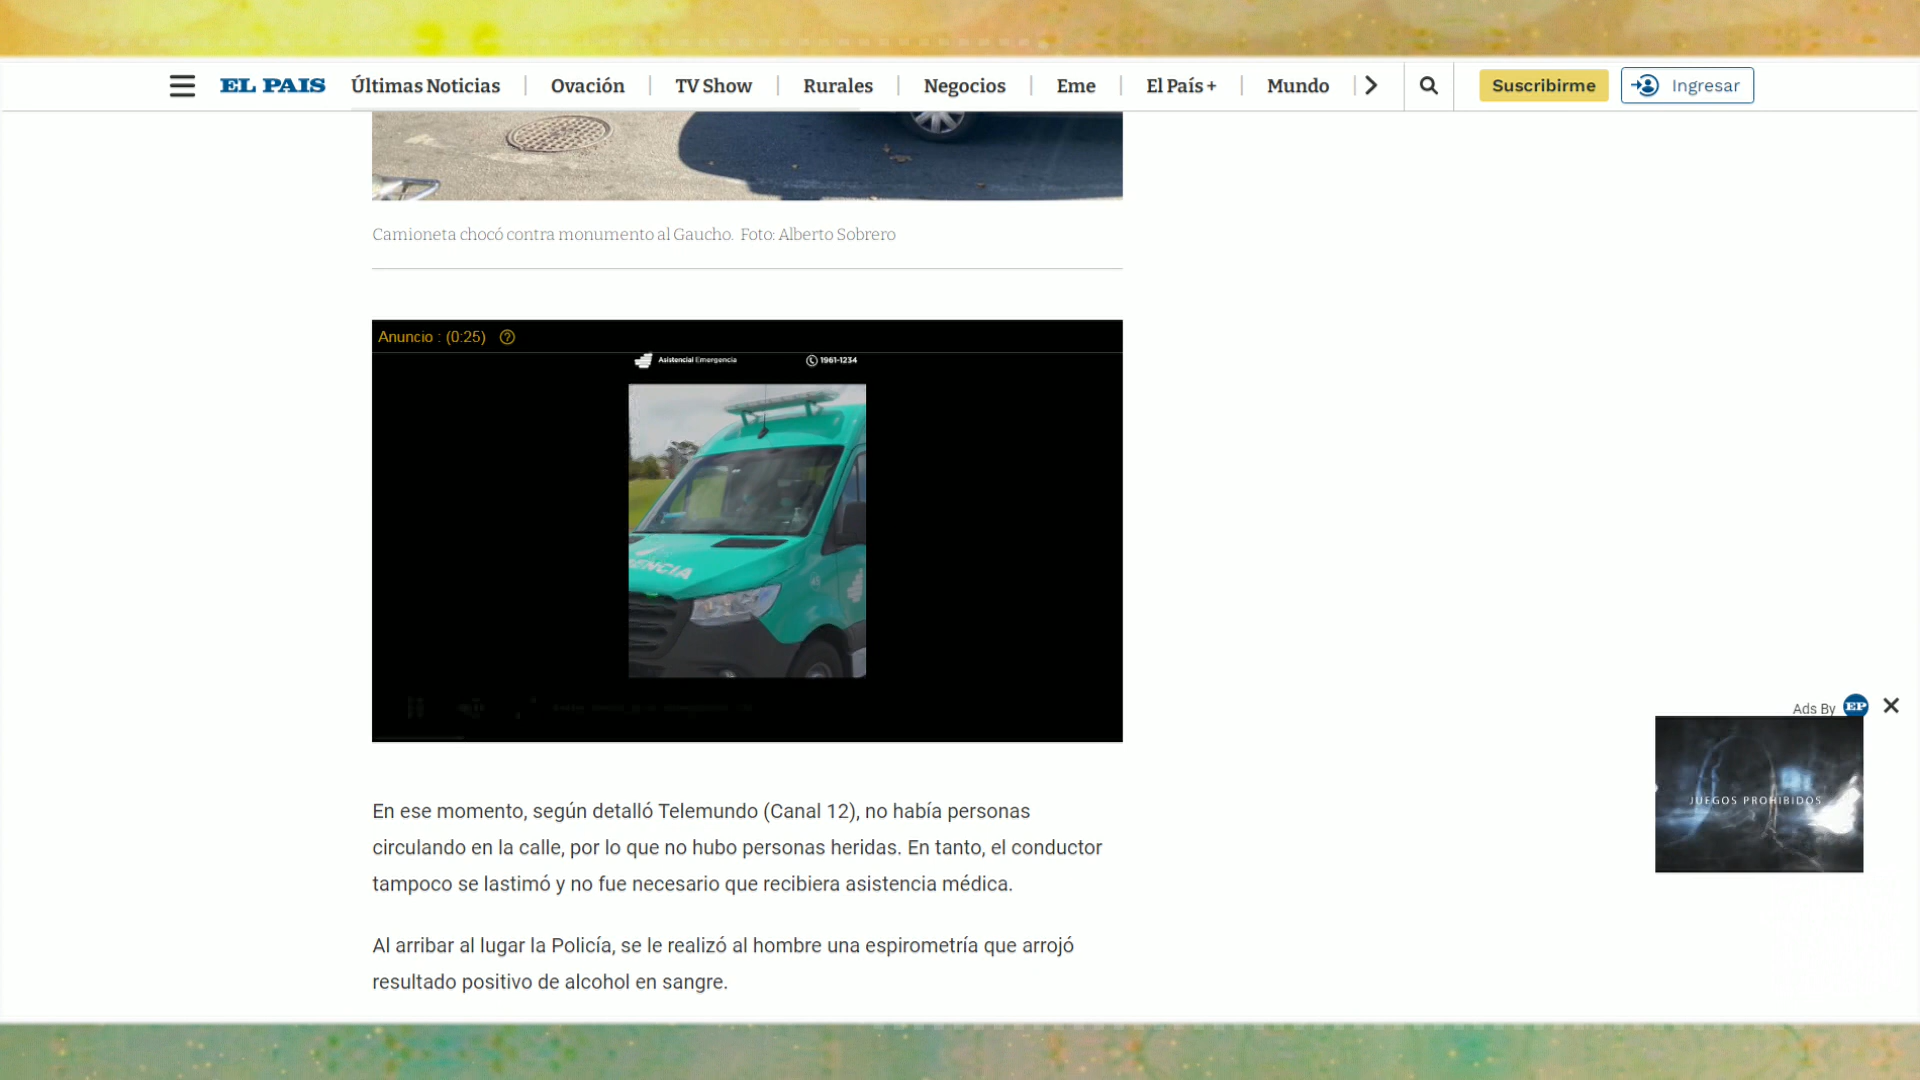 EL PAIS Últimas Noticias Ovación TV Show Rurales Negocios Eme El País + Mundo Suscribirme Ingresar
Camioneta chocó contra monumento al Gaucho. Foto: Alberto Sobrero
Anuncio : (0:25)
Asistencial Emergencia 1961-1234
ENCIA
Ads By EP
JUEGOS PROHIBIDOS
En ese momento, según detalló Telemundo (Canal 12), no había personas
circulando en la calle, por lo que no hubo personas heridas. En tanto, el conductor
tampoco se lastimó y no fue necesario que recibiera asistencia médica.
Al arribar al lugar la Policía, se le realizó al hombre una espirometría que arrojó
resultado positivo de alcohol en sangre.